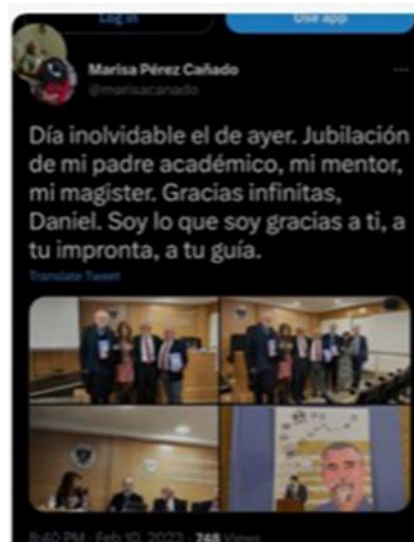 Log in
Use app
Marisa Pérez Cañado
@marisacanado
Día inolvidable el de ayer. Jubilación
de mi padre académico, mi mentor,
mi magister. Gracias infinitas,
Daniel. Soy lo que soy gracias a ti, a
tu impronta, a tu guía.
Translate Tweet
8:40 PM · Feb 10, 2023 · 748 Views